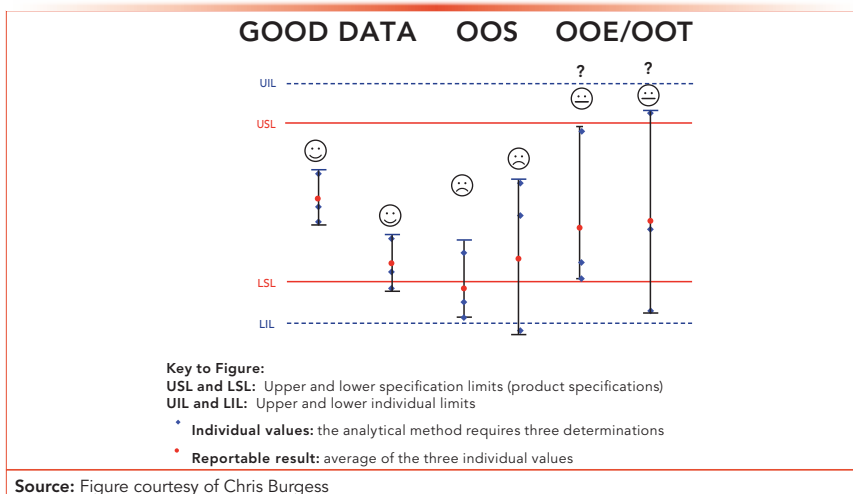 GOOD DATA OOS OOE/OOT
? ?
UIL
USL
LSL
LIL
Key to Figure:
USL and LSL: Upper and lower specification limits (product specifications)
UIL and LIL: Upper and lower individual limits
Individual values: the analytical method requires three determinations
Reportable result: average of the three individual values
Source: Figure courtesy of Chris Burgess